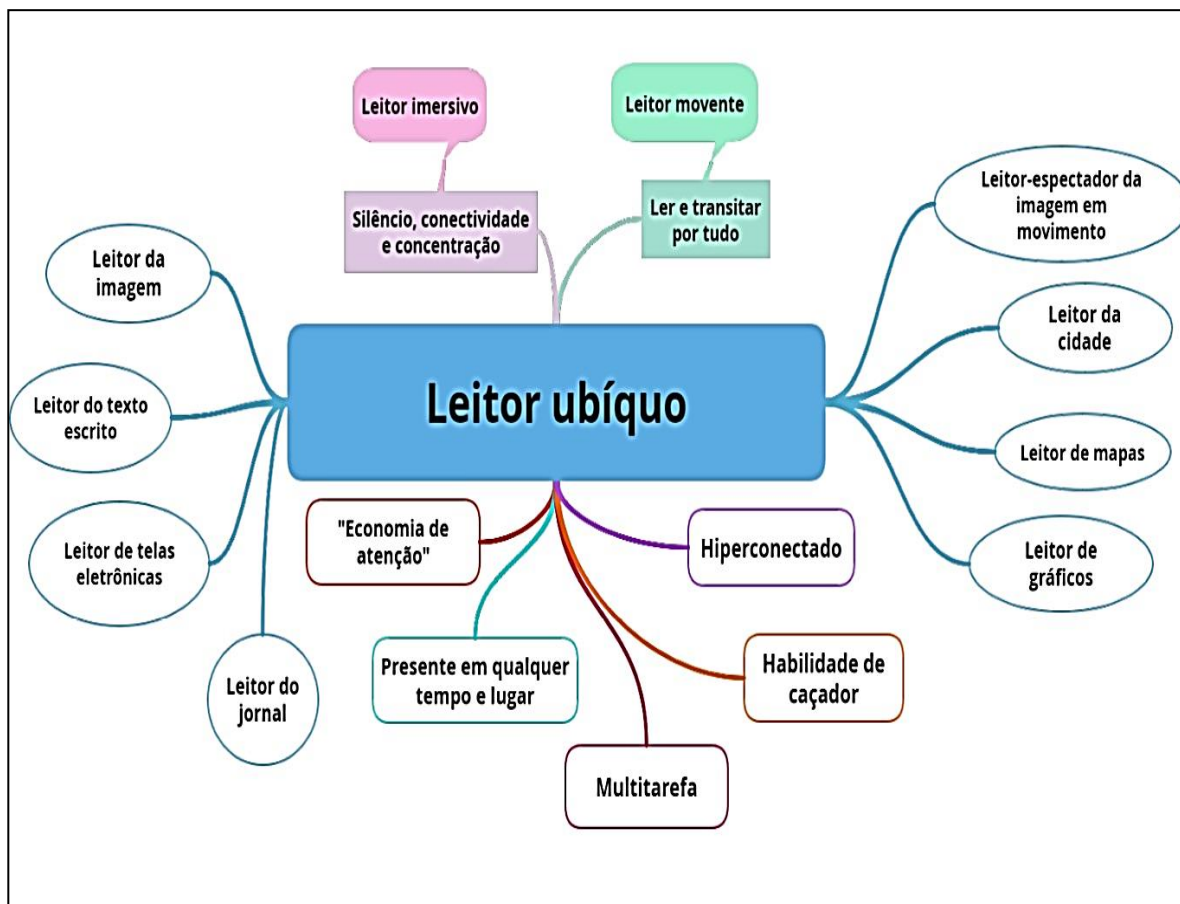 Leitor imersivo
Leitor movente
Silêncio, conectividade
e concentração
Ler e transitar
por tudo
Leitor-espectador da
imagem em
movimento
Leitor da
imagem
Leitor da
cidade
Leitor ubíquo
Leitor do texto
escrito
Leitor de mapas
"Economia de
atenção"
Hiperconectado
Leitor de telas
eletrônicas
Leitor de
gráficos
Presente em qualquer
tempo e lugar
Habilidade de
caçador
Leitor do
jornal
Multitarefa